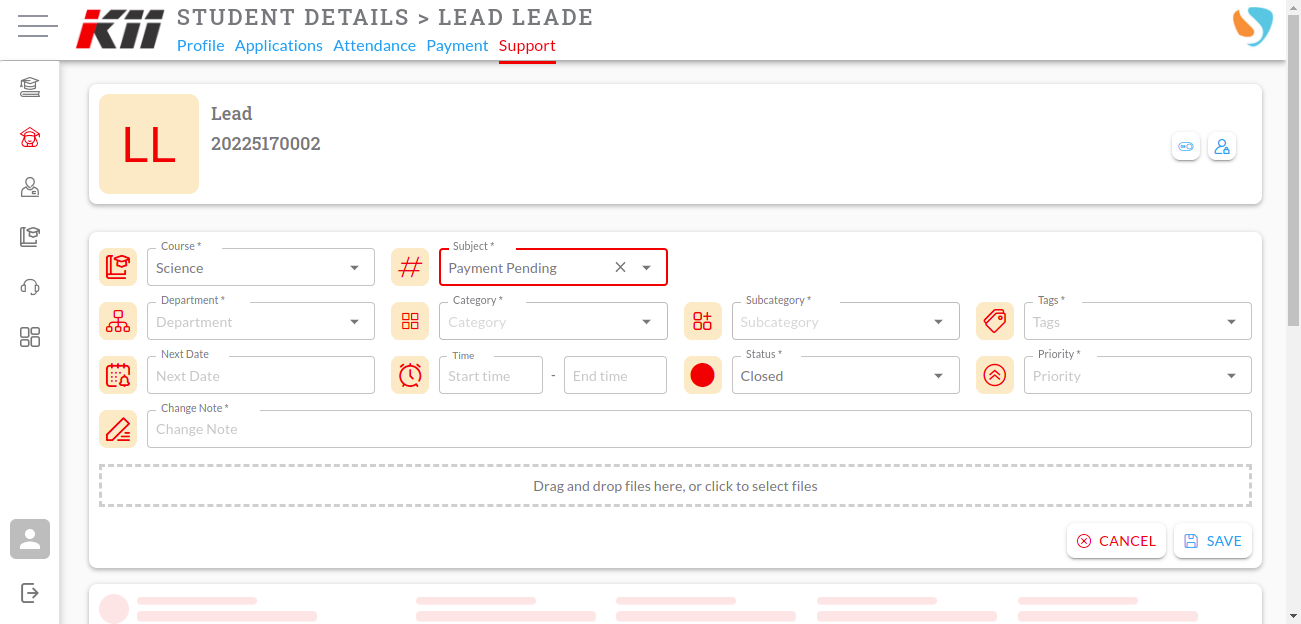 Kii
STUDENT DETAILS > LEAD LEADE
Profile Applications Attendance Payment Support
LL
Lead
20225170002
Course * Subject *
Science Payment Pending
Department * Category * Subcategory * Tags *
Department Category Subcategory Tags
Next Date Time Status * Priority *
Next Date Start time - End time Closed Priority
Change Note *
Change Note
Drag and drop files here, or click to select files
CANCEL SAVE